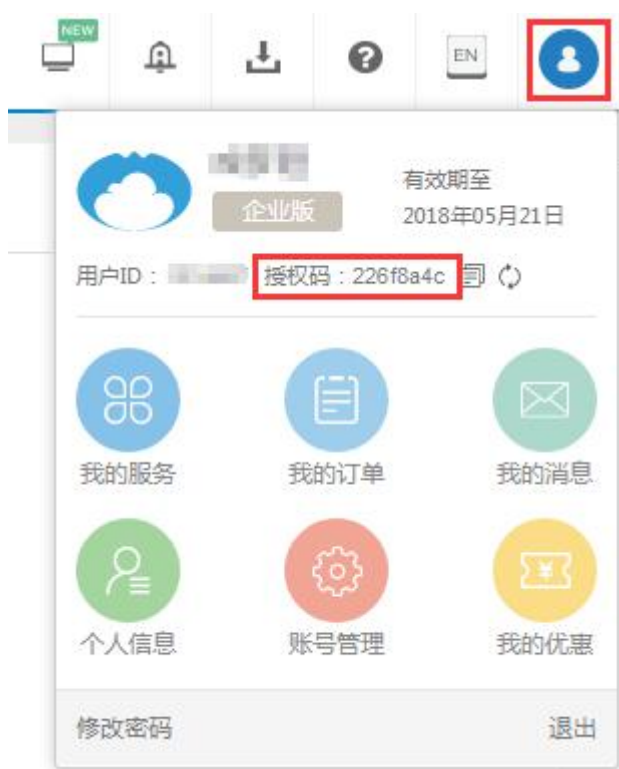 NEW
EN
有效期至
企业版
2018年05月21日
用户ID： 授权码：226f8a4c
我的服务 我的订单 我的消息
¥
个人信息 账号管理 我的优惠
修改密码 退出